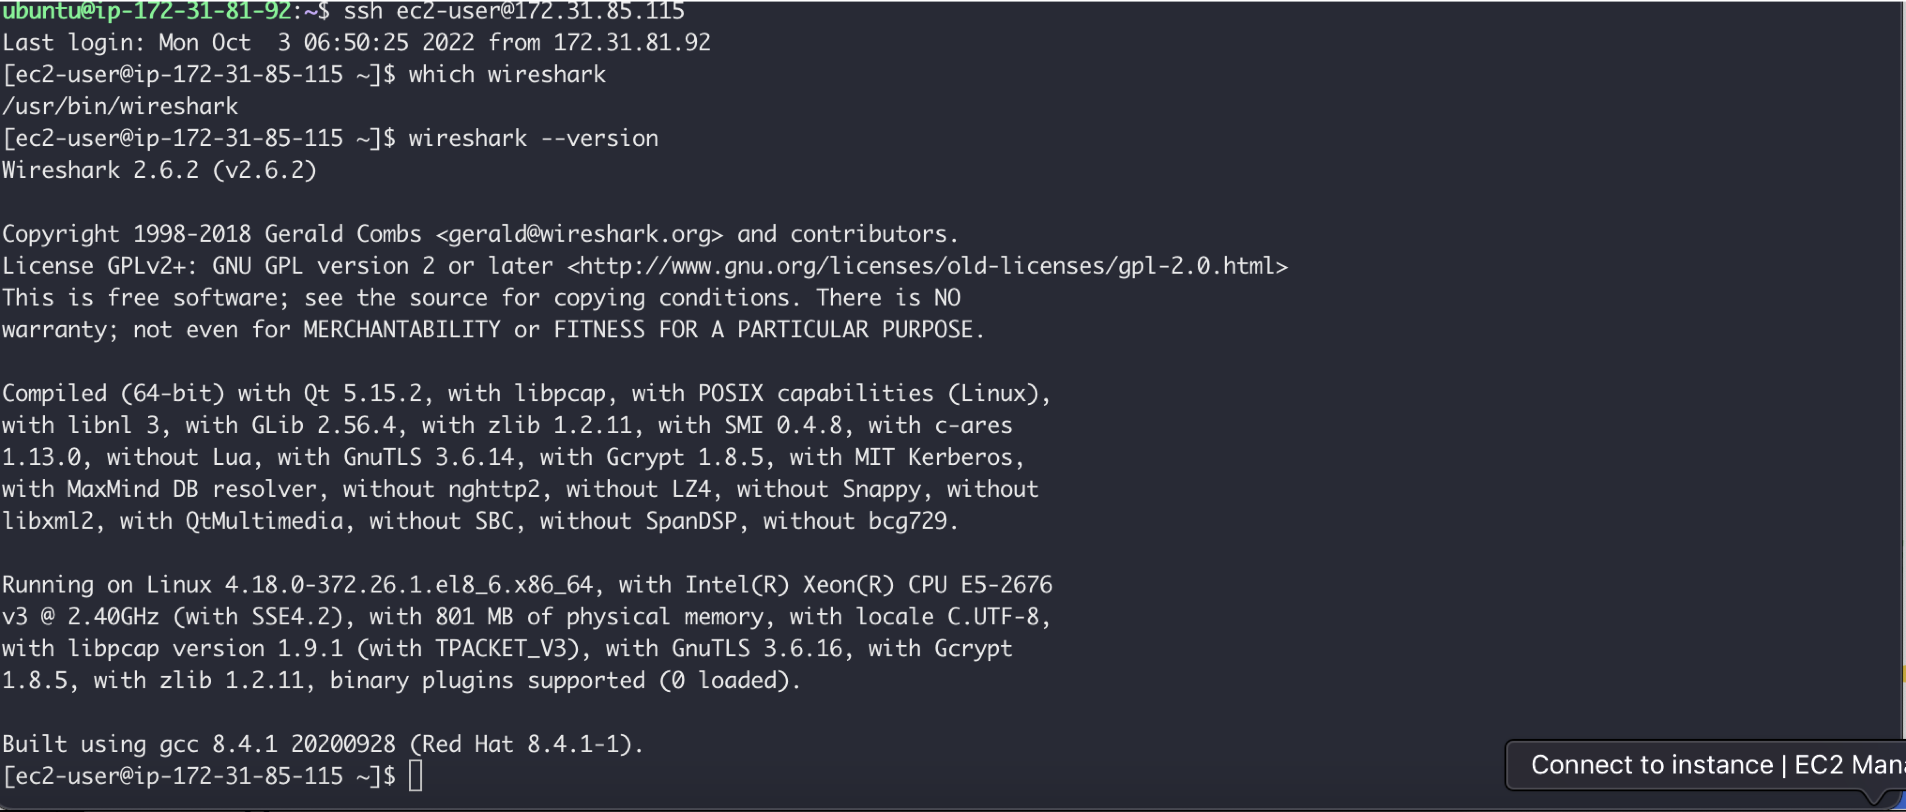 ubuntu@ip-172-31-81-92:~$ ssh ec2-user@172.31.85.115
Last login: Mon Oct  3 06:50:25 2022 from 172.31.81.92
[ec2-user@ip-172-31-85-115 ~]$ which wireshark
/usr/bin/wireshark
[ec2-user@ip-172-31-85-115 ~]$ wireshark --version
Wireshark 2.6.2 (v2.6.2)
Copyright 1998-2018 Gerald Combs <gerald@wireshark.org> and contributors.
License GPLv2+: GNU GPL version 2 or later <http://www.gnu.org/licenses/old-licenses/gpl-2.0.html>
This is free software; see the source for copying conditions. There is NO
warranty; not even for MERCHANTABILITY or FITNESS FOR A PARTICULAR PURPOSE.
Compiled (64-bit) with Qt 5.15.2, with libpcap, with POSIX capabilities (Linux),
with libnl 3, with GLib 2.56.4, with zlib 1.2.11, with SMI 0.4.8, with c-ares
1.13.0, without Lua, with GnuTLS 3.6.14, with Gcrypt 1.8.5, with MIT Kerberos,
with MaxMind DB resolver, without nghttp2, without LZ4, without Snappy, without
libxml2, with QtMultimedia, without SBC, without SpanDSP, without bcg729.
Running on Linux 4.18.0-372.26.1.el8_6.x86_64, with Intel(R) Xeon(R) CPU E5-2676
v3 @ 2.40GHz (with SSE4.2), with 801 MB of physical memory, with locale C.UTF-8,
with libpcap version 1.9.1 (with TPACKET_V3), with GnuTLS 3.6.16, with Gcrypt
1.8.5, with zlib 1.2.11, binary plugins supported (0 loaded).
Built using gcc 8.4.1 20200928 (Red Hat 8.4.1-1).
[ec2-user@ip-172-31-85-115 ~]$
Connect to instance | EC2 Mana